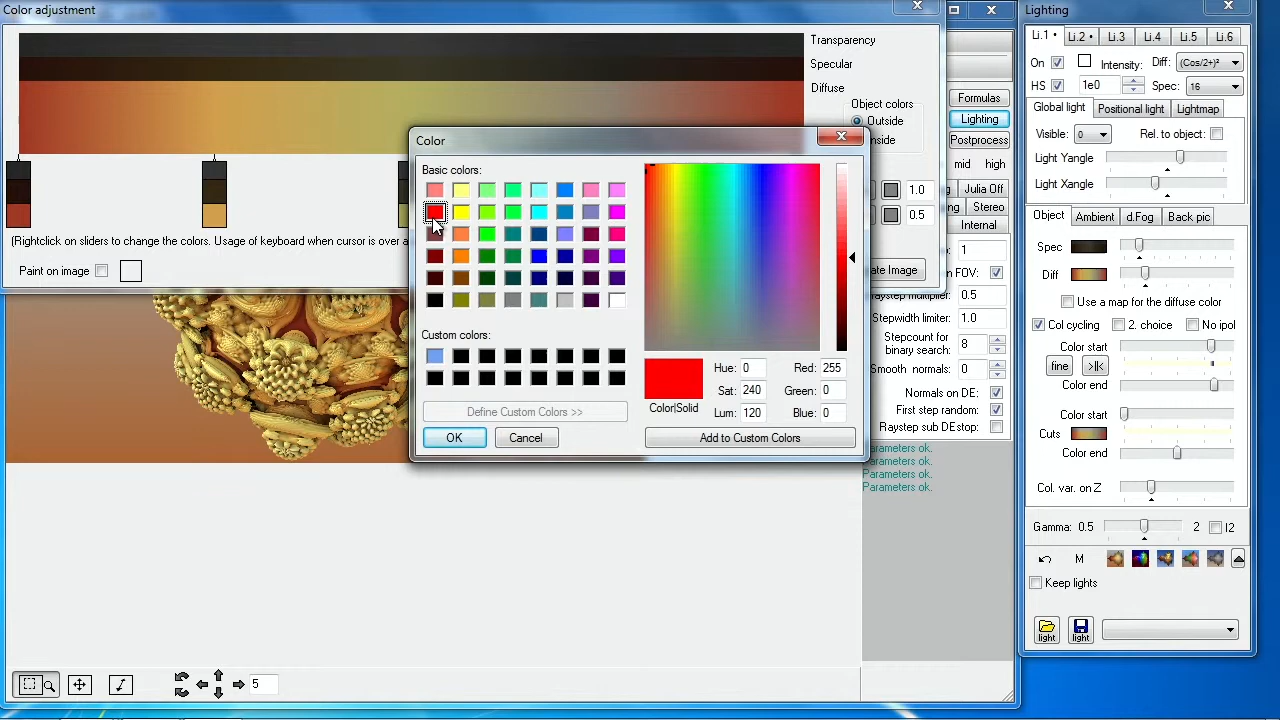 Color adjustment
Transparency
Specular
Diffuse
Object colors
Outside
1.0
0.5
(Rightclick on sliders to change the colors. Usage of keyboard when cursor is over a
Paint on image
Color
Basic colors:
Custom colors:
Define Custom Colors >>
OK
Cancel
Hue: 0
Sat: 240
Lum: 120
Red: 255
Green: 0
Blue: 0
Color|Solid
Add to Custom Colors
Formulas
Lighting
Postprocess
mid high
Julia Off
Stereo
Internal
1
FOV:
0.5
Stepwidth limiter: 1.0
Stepcount for
binary search: 8
Smooth normals: 0
Normals on DE:
First step random:
Raystep sub DEstop:
Parameters ok.
Parameters ok.
Parameters ok.
Parameters ok.
5
Lighting
Li.1 Li.2 Li.3 Li.4 Li.5 Li.6
On Intensity: Diff: (Cos/2+)²
HS 1e0 Spec: 16
Global light Positional light Lightmap
Visible: 0 Rel. to object:
Light Yangle
Light Xangle
Object Ambient d.fog Back pic
Spec
Diff
Use a map for the diffuse color
Col cycling 2. choice No ipol
Color start
fine >|K
Color end
Color start
Cuts
Color end
Col. var. on Z
Gamma: 0.5 2 I2
M
Keep lights
light light